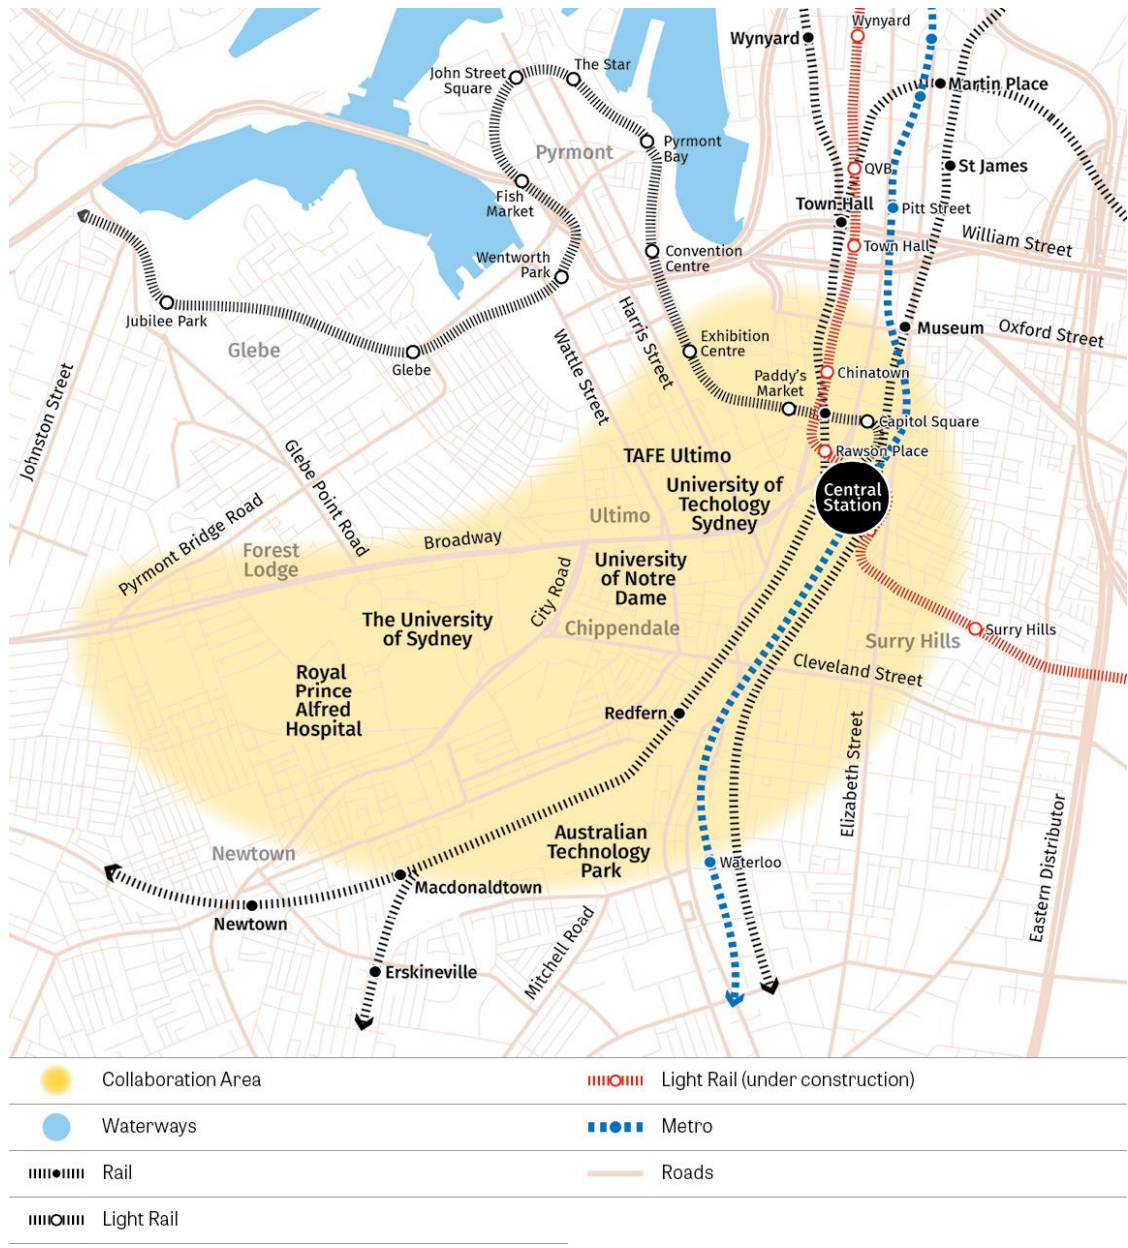 Wynyard
Wynyard
John Street
Square
The Star
Martin Place
Pyrmont
Pyrmont
Bay
St James
QVB
Fish
Market
Town Hall
Pitt Street
William Street
Town Hall
Wentworth
Park
Convention
Centre
Jubilee Park
Glebe
Glebe
Harris Street
Wattle Street
Exhibition
Centre
Museum
Oxford Street
Johnston Street
Chinatown
Paddy's
Market
Capitol Square
Glebe Point Road
TAFE Ultimo
Rawson Place
University of
Techology
Sydney
Central
Station
Pyrmont Bridge Road
Ultimo
Broadway
Forest
Lodge
University
of Notre
Dame
City Road
The University
of Sydney
Chippendale
Surry Hills
Surry Hills
Cleveland Street
Royal
Prince
Alfred
Hospital
Redfern
Elizabeth Street
Australian
Technology
Park
Newtown
Waterloo
Eastern Distributor
Macdonaldtown
Newtown
Mitchell Road
Erskineville
Collaboration Area
Light Rail (under construction)
Waterways
Metro
Rail
Roads
Light Rail